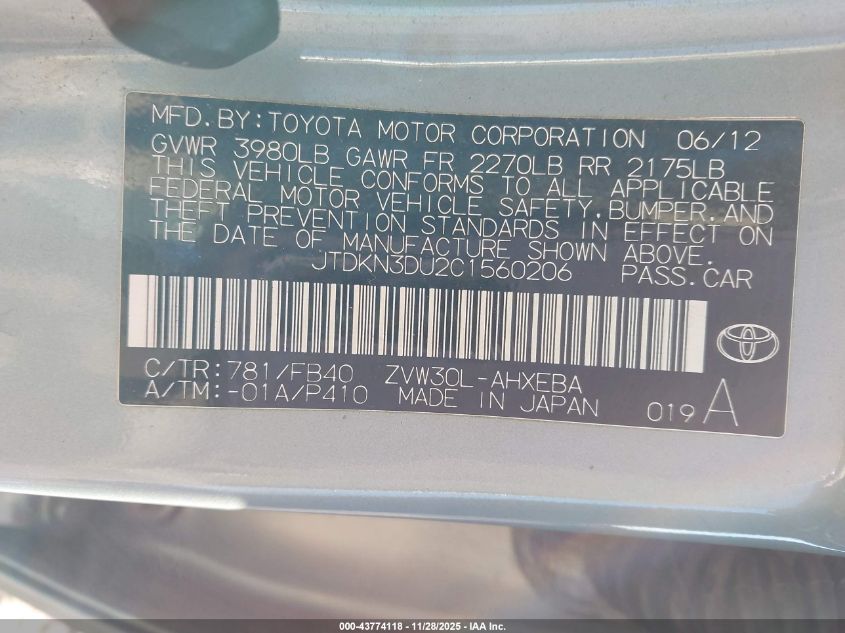 MFD. BY: TOYOTA MOTOR CORPORATION 06/12
GVWR 3980LB GAWR FR 2270LB RR 2175LB
THIS VEHICLE CONFORMS TO ALL APPLICABLE
FEDERAL MOTOR VEHICLE SAFETY, BUMPER, AND
THEFT PREVENTION STANDARDS IN EFFECT ON
THE DATE OF MANUFACTURE SHOWN ABOVE.
JTDKN3DU2C1560206 PASS. CAR
C/TR: 781/FB40 ZVW30L-AHXEBA
A/TM: -01A/P410 MADE IN JAPAN 019 A
000-43774118 - 11/28/2025 - IAA Inc.